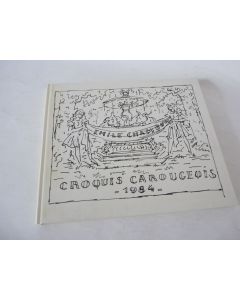 EMILE CHAMBON
CROQUIS CAROUGEOIS
- 1984 -